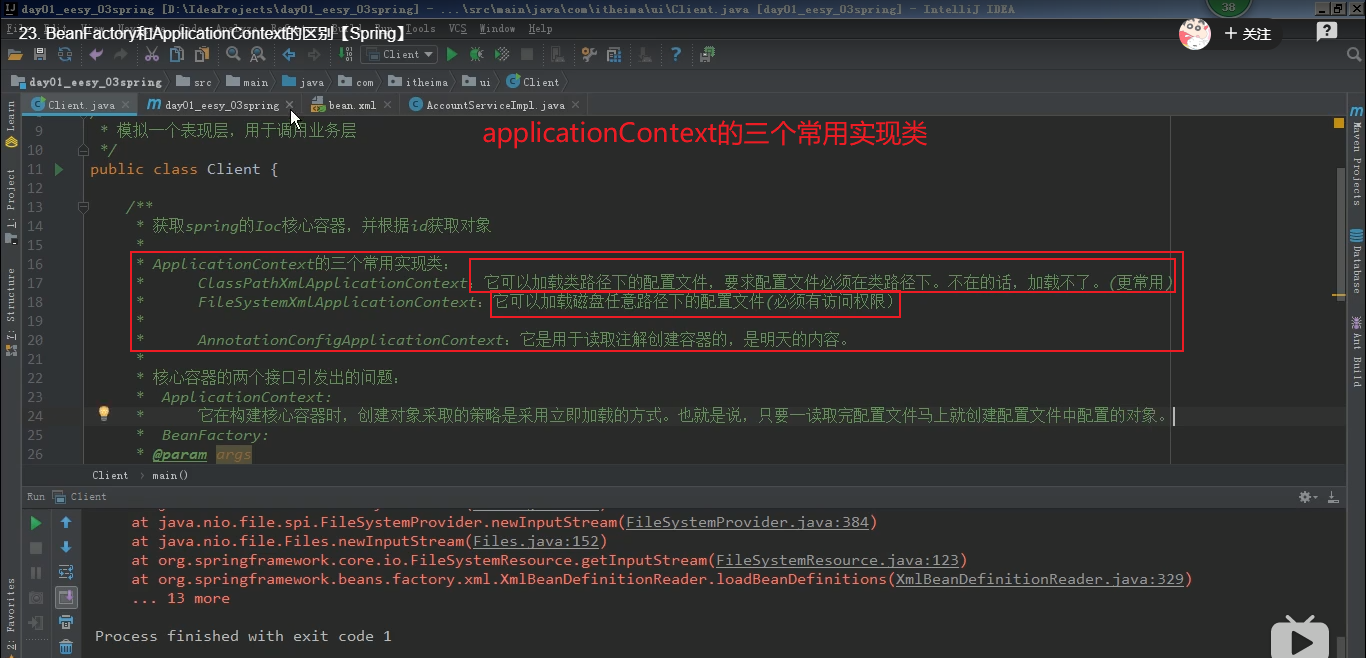 day01_eesy_03spring [D:\IdeaProjects\day01_eesy_03spring] - ...\src\main\java\com\itheima\ui\Client.java [day01_eesy_03spring] - IntelliJ IDEA
38
Tools VCS Window Help
23. BeanFactory和ApplicationContext的区别【Spring】
+ 关注
?
Client
day01_eesy_03spring src main java com itheima ui Client
Client.java day01_eesy_03spring bean.xml AccountServiceImpl.java
applicationContext的三个常用实现类
9 * 模拟一个表现层，用于调用业务层
10 */
11 public class Client {
12
13 /**
14 * 获取spring的Ioc核心容器，并根据id获取对象
15 *
16 * ApplicationContext的三个常用实现类：
17 * ClassPathXmlApplicationContext：它可以加载类路径下的配置文件，要求配置文件必须在类路径下。不在的话，加载不了。(更常用)
18 * FileSystemXmlApplicationContext：它可以加载磁盘任意路径下的配置文件(必须有访问权限）
19 *
20 * AnnotationConfigApplicationContext：它是用于读取注解创建容器的，是明天的内容。
21 *
22 * 核心容器的两个接口引发出的问题：
23 * ApplicationContext:
24 * 它在构建核心容器时，创建对象采取的策略是采用立即加载的方式。也就是说，只要一读取完配置文件马上就创建配置文件中配置的对象。
25 * BeanFactory:
26 * @param args
Client main()
Run Client
at java.nio.file.spi.FileSystemProvider.newInputStream(FileSystemProvider.java:384)
at java.nio.file.Files.newInputStream(Files.java:152)
at org.springframework.core.io.FileSystemResource.getInputStream(FileSystemResource.java:123)
at org.springframework.beans.factory.xml.XmlBeanDefinitionReader.loadBeanDefinitions(XmlBeanDefinitionReader.java:329)
... 13 more
Process finished with exit code 1
Learn
1: Project
7: Structure
2: Favorites
Maven Projects
Database
Ant Build